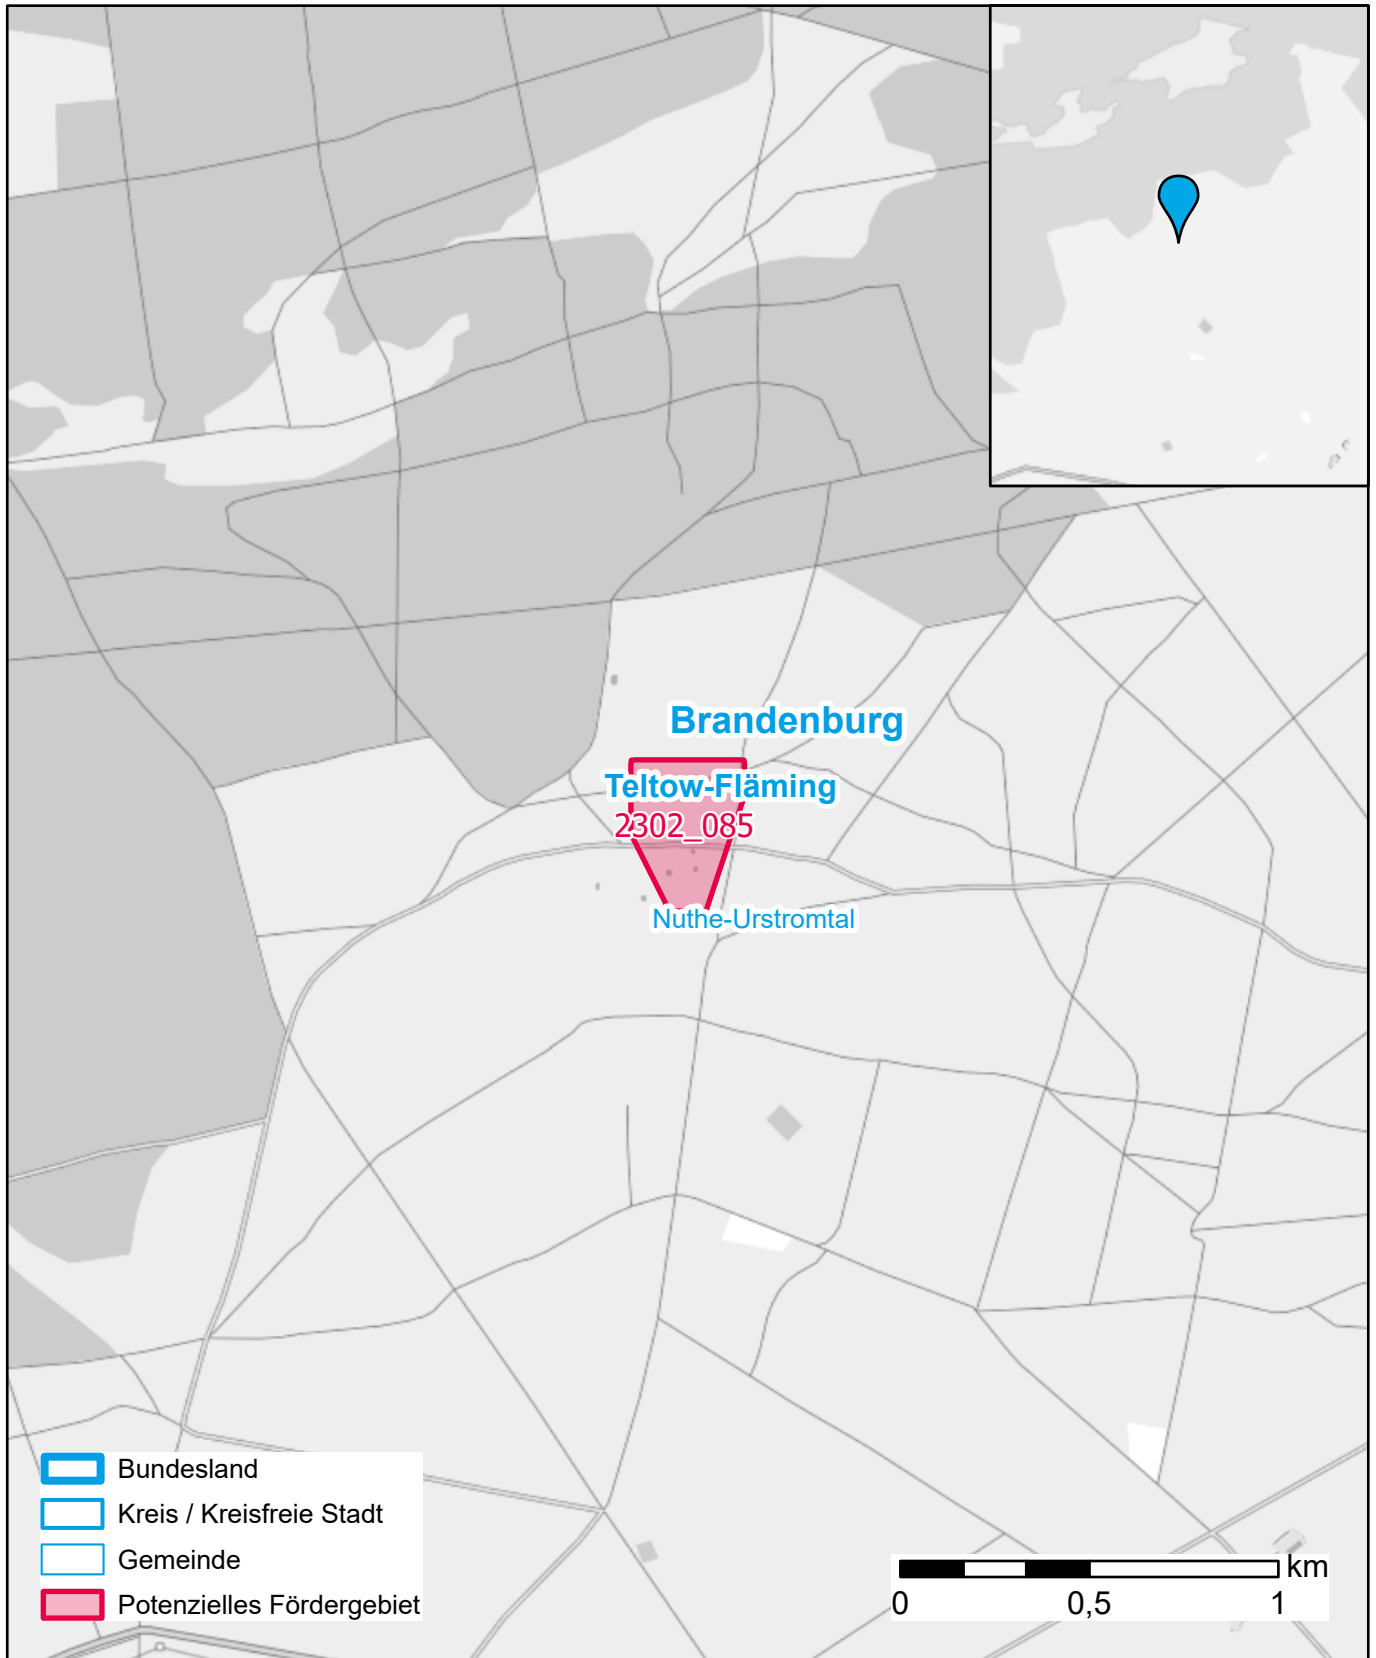 Brandenburg
Teltow-Fläming
2302_085
Nuthe-Urstromtal
Bundesland
Kreis / Kreisfreie Stadt
Gemeinde
Potenzielles Fördergebiet
km
0 0,5 1